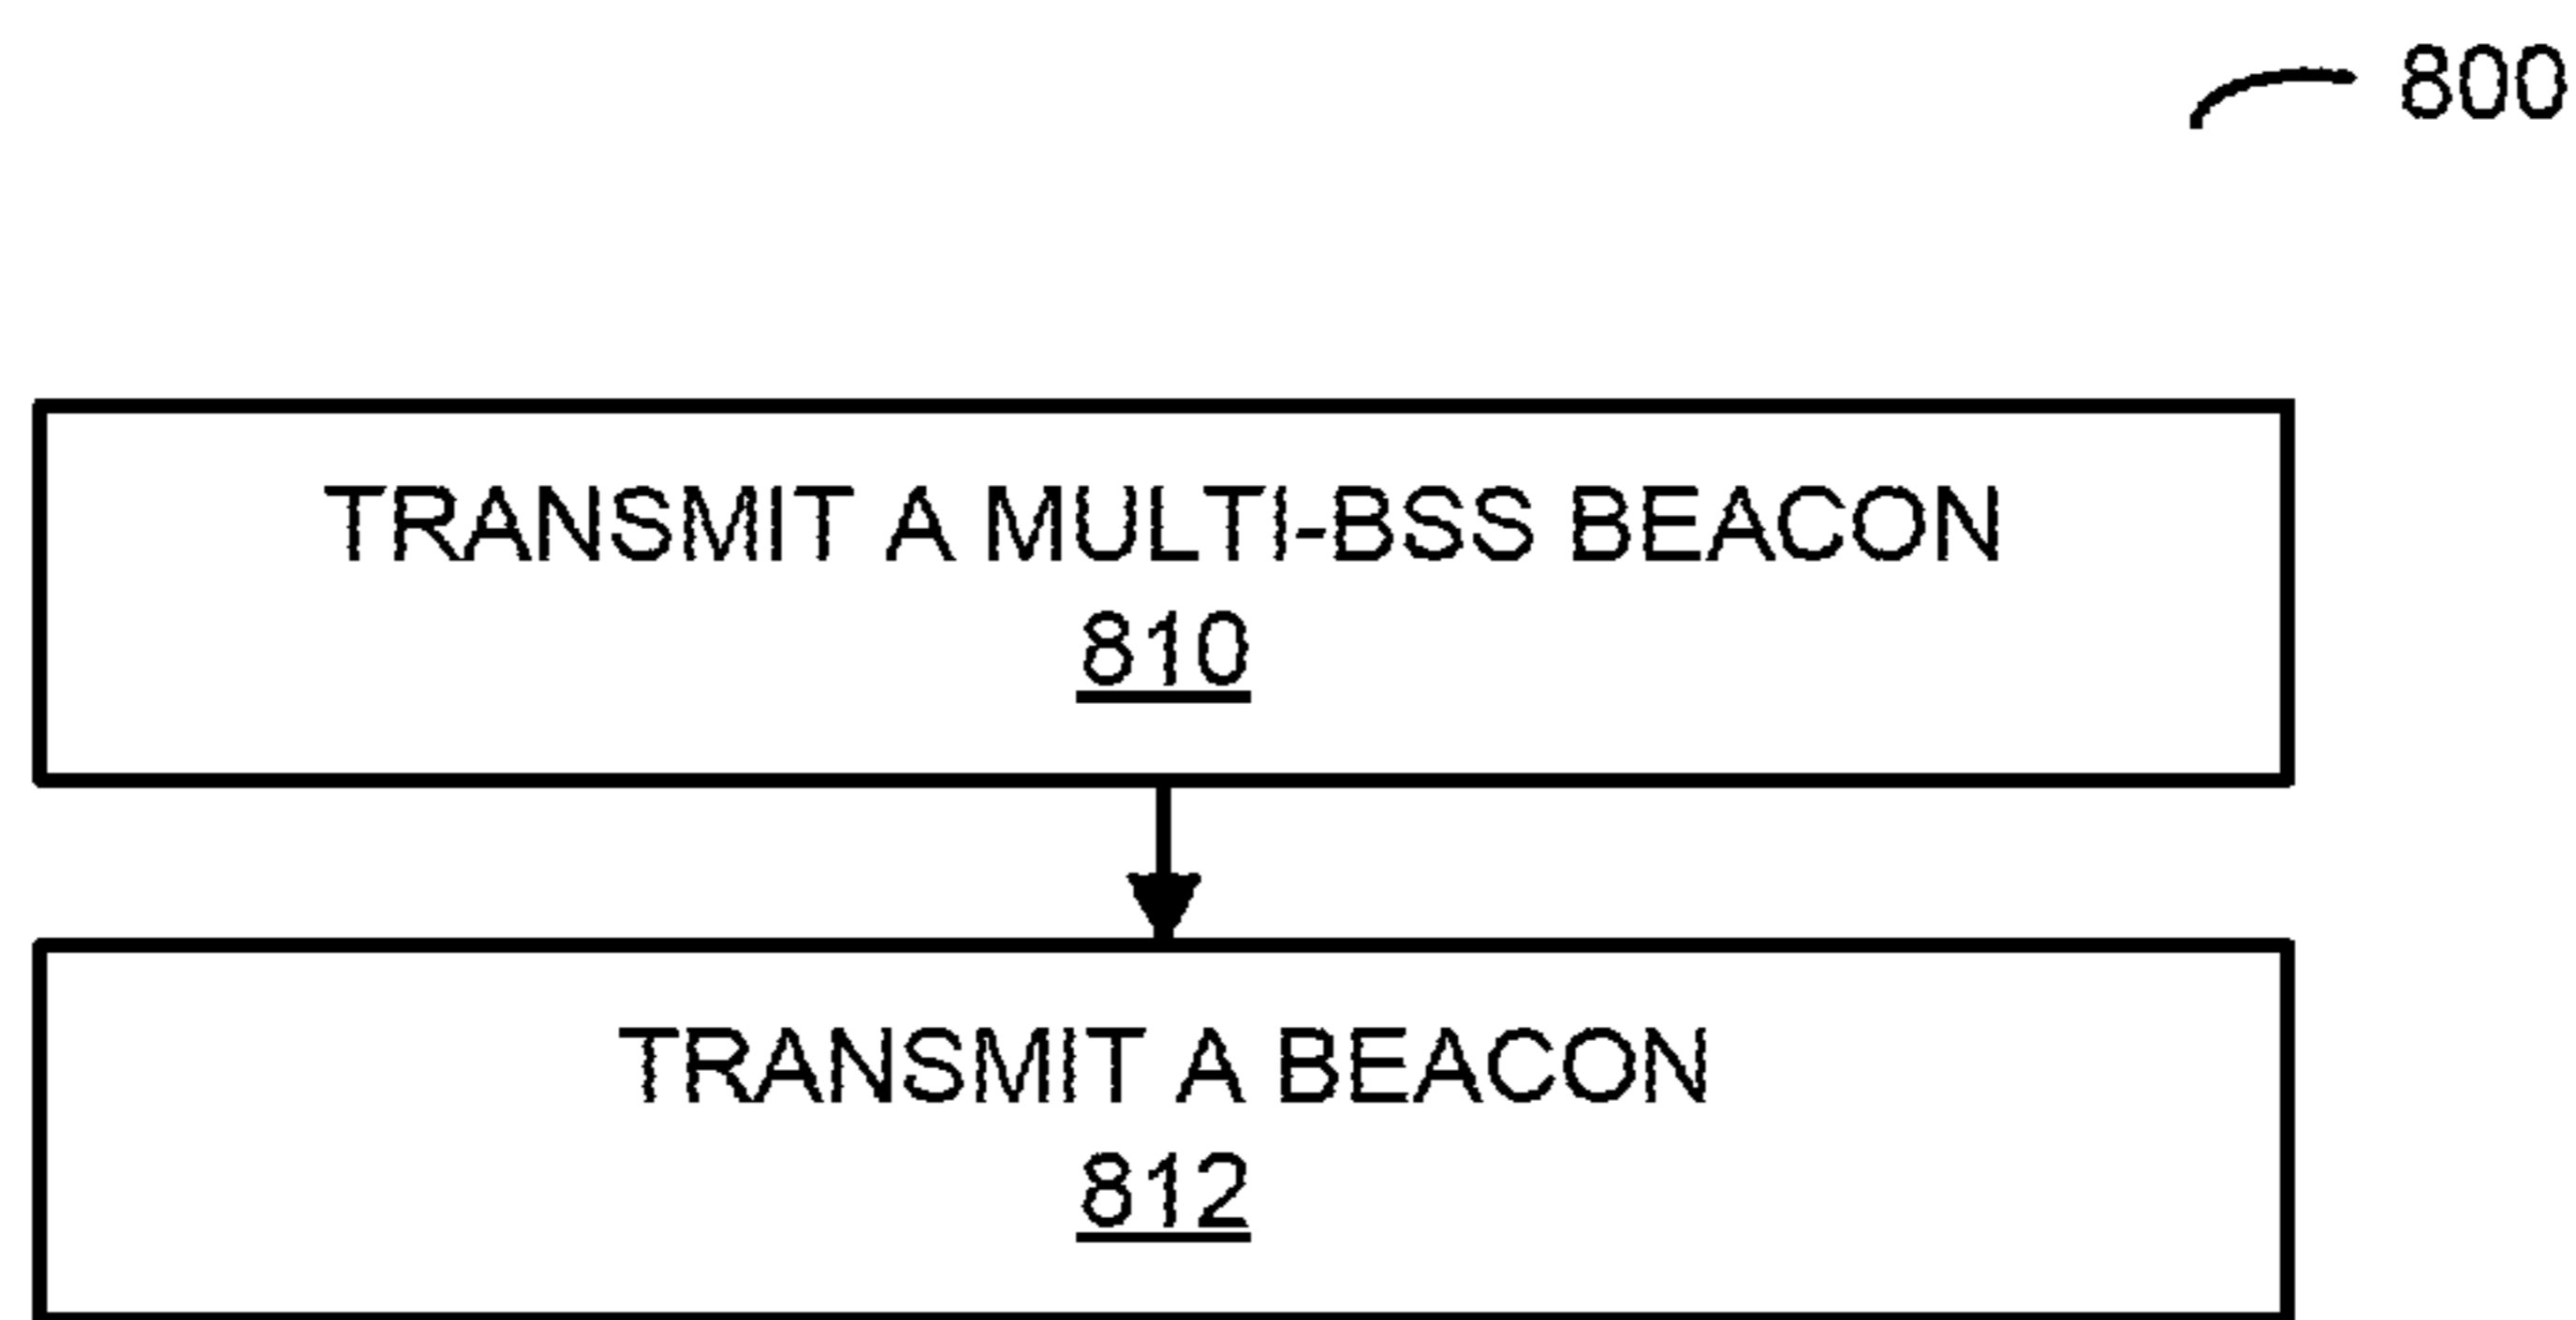 800
TRANSMIT A MULTI-BSS BEACON
810
TRANSMIT A BEACON
812